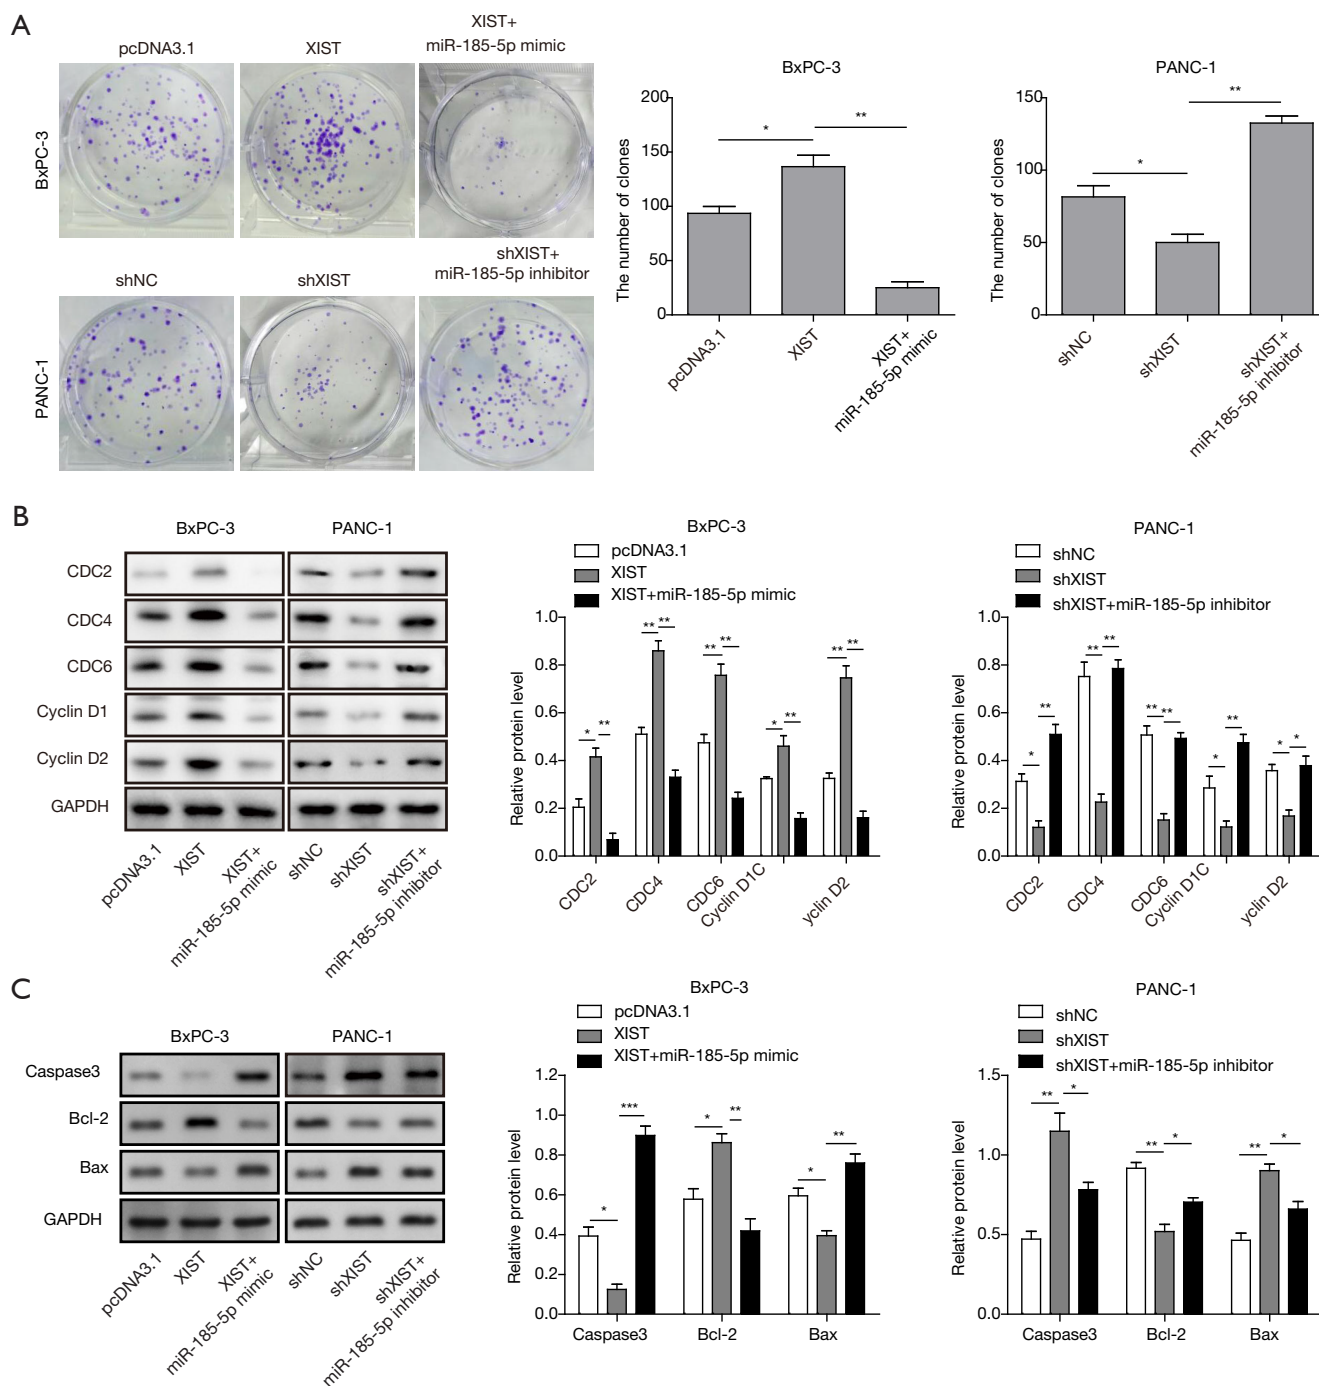 A
pcDNA3.1
XIST
XIST+
miR-185-5p mimic
BxPC-3
shNC
shXIST
shXIST+
miR-185-5p inhibitor
PANC-1
BxPC-3
The number of clones
200
150
100
50
0
*
**
pcDNA3.1
XIST
XIST+
miR-185-5p mimic
PANC-1
The number of clones
150
100
50
0
*
**
shNC
shXIST
shXIST+
miR-185-5p inhibitor
B
BxPC-3
PANC-1
CDC2
CDC4
CDC6
Cyclin D1
Cyclin D2
GAPDH
pcDNA3.1
XIST
XIST+
miR-185-5p mimic
shNC
shXIST
shXIST+
miR-185-5p inhibitor
BxPC-3
pcDNA3.1
XIST
XIST+miR-185-5p mimic
Relative protein level
1.0
0.8
0.6
0.4
0.2
0.0
* **
** **
** **
* **
** **
CDC2
CDC4
CDC6
Cyclin D1C
yclin D2
PANC-1
shNC
shXIST
shXIST+miR-185-5p inhibitor
Relative protein level
1.0
0.8
0.6
0.4
0.2
0.0
* **
** **
** **
* **
* *
CDC2
CDC4
CDC6
Cyclin D1C
yclin D2
C
BxPC-3
PANC-1
Caspase3
Bcl-2
Bax
GAPDH
pcDNA3.1
XIST
XIST+
miR-185-5p mimic
shNC
shXIST
shXIST+
miR-185-5p inhibitor
BxPC-3
pcDNA3.1
XIST
XIST+miR-185-5p mimic
Relative protein level
1.2
1.0
0.8
0.6
0.4
0.2
0.0
* ***
* **
* **
Caspase3
Bcl-2
Bax
PANC-1
shNC
shXIST
shXIST+miR-185-5p inhibitor
Relative protein level
1.5
1.0
0.5
0.0
** *
** *
** *
Caspase3
Bcl-2
Bax